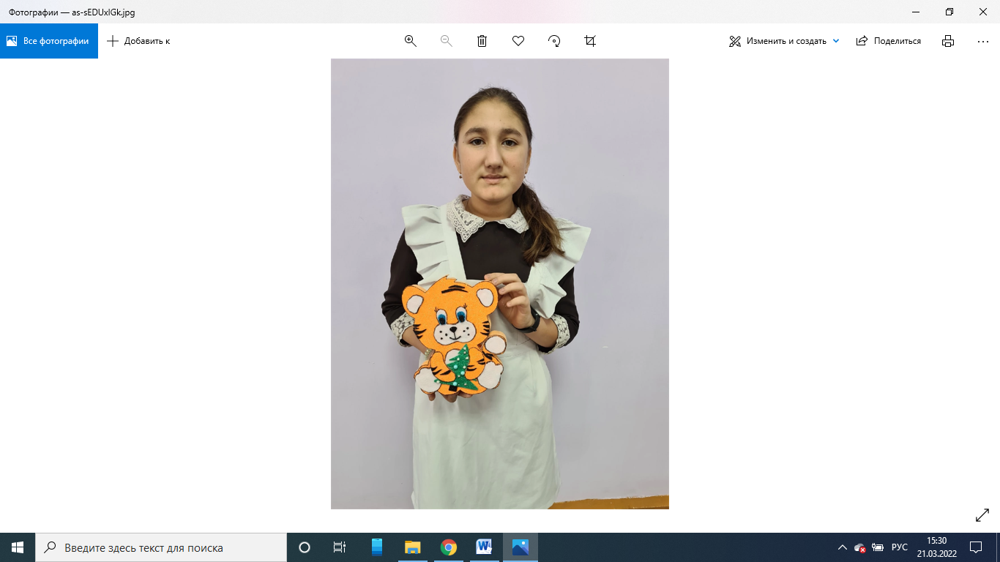 Фотографии — as-sEDUxlGk.jpg
Все фотографии
Добавить к
Изменить и создать
Поделиться
Введите здесь текст для поиска
РУС
15:30
21.03.2022